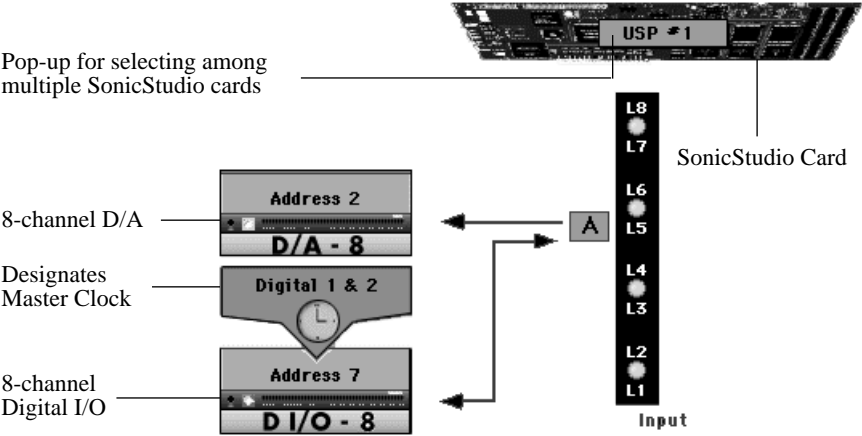 USP #1
Pop-up for selecting among
multiple SonicStudio cards
L8
L7
SonicStudio Card
L6
L5
A
Address 2
8-channel D/A
D/A - 8
Designates
Master Clock
Digital 1 & 2
L4
L3
Address 7
8-channel
Digital I/O
D I/O - 8
L2
L1
Input